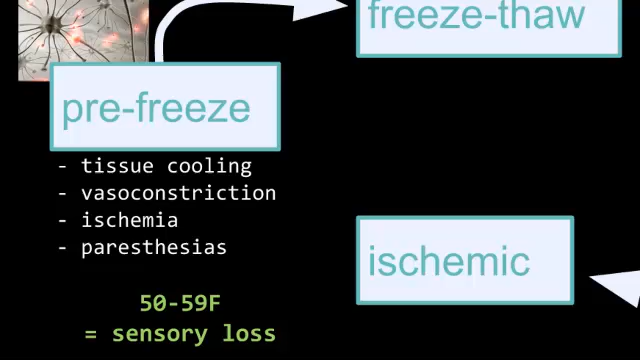 freeze-thaw
pre-freeze
- tissue cooling
- vasoconstriction
- ischemia
- paresthesias
50-59F
= sensory loss
ischemic